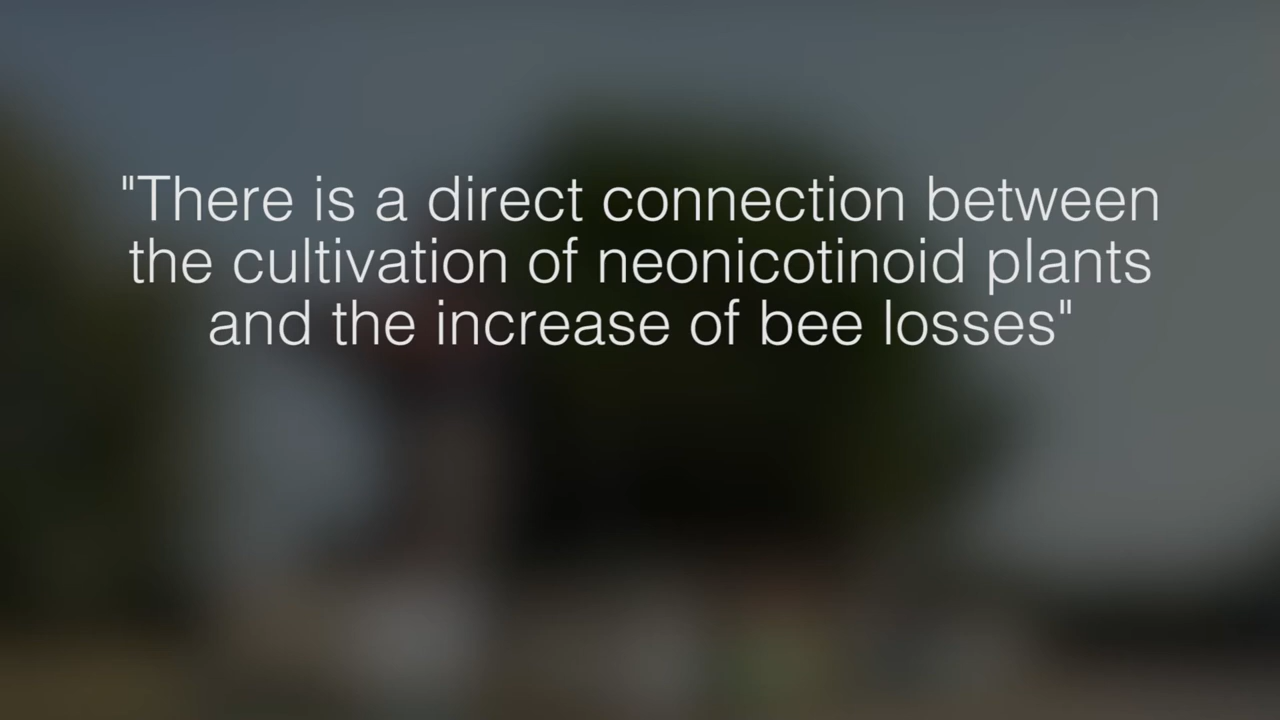 "There is a direct connection between
the cultivation of neonicotinoid plants
and the increase of bee losses"